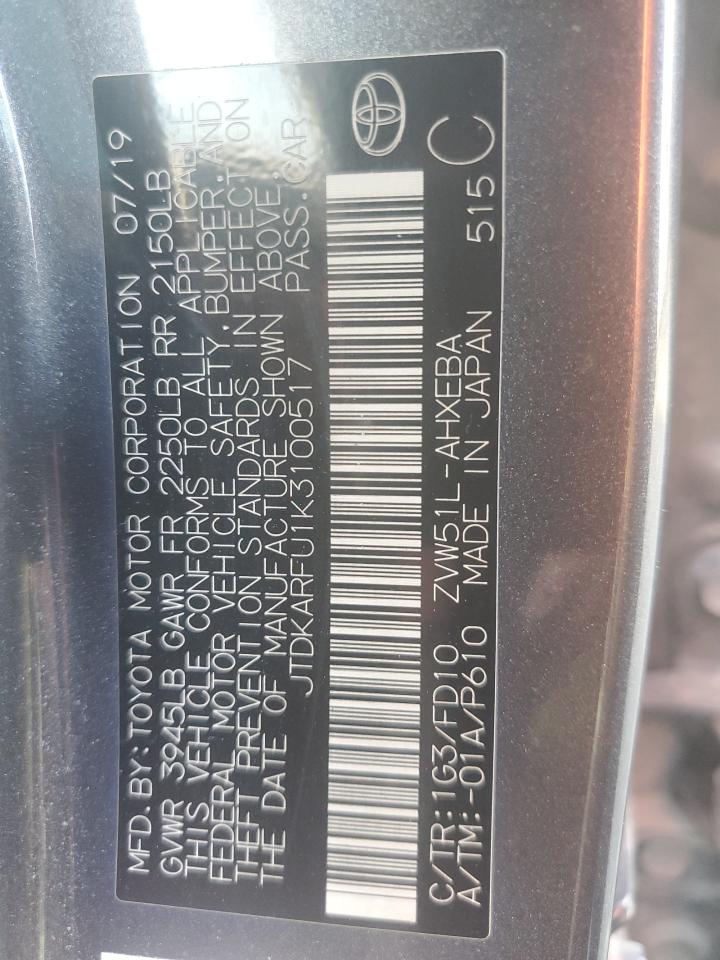 MFD. BY: TOYOTA MOTOR CORPORATION 07/19
GVWR 3945LB GAWR FR 2250LB RR 2150LB
THIS VEHICLE CONFORMS TO ALL APPLICABLE
FEDERAL MOTOR VEHICLE SAFETY, BUMPER, AND
THEFT PREVENTION STANDARDS IN EFFECT ON
THE DATE OF MANUFACTURE SHOWN ABOVE.
JTDKARFU1K3100517 PASS. CAR
C/TR: 1G3/FD10 ZVW51L-AHXEBA
A/TM: -01A/P610 MADE IN JAPAN 515 C